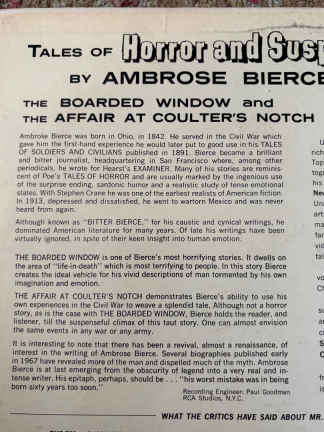 TALES OF Horror and Susp
BY AMBROSE BIERCE
THE BOARDED WINDOW and
THE AFFAIR AT COULTER'S NOTCH
Ambroke Bierce was born in Ohio, in 1842. He served in the Civil War which
gave him the first-hand experience he would later put to good use in his TALES
OF SOLDIERS AND CIVILIANS published in 1891. Bierce became a brilliant
and bitter journalist, headquartering in San Francisco where, among other
periodicals, he wrote for Hearst's EXAMINER. Many of his stories are reminis-
cent of Poe's TALES OF HORROR and are usually marked by the ingenious use
of the surprise ending, sardonic humor and a realistic study of tense emotional
states. With Stephen Crane he was one of the earliest realists of American fiction.
In 1913, depressed and dissatisfied, he went to wartorn Mexico and was never
heard from again.
Although known as "BITTER BIERCE," for his caustic and cynical writings, he
dominated American literature for many years. Of late his writings have been
virtually ignored, in spite of their keen insight into human emotion.
THE BOARDED WINDOW is one of Bierce's most horrifying stories. It dwells on
the area of "life-in-death" which is most terrifying to people. In this story Bierce
creates the ideal vehicle for his vivid descriptions of man tormented by his own
imagination and emotion.
THE AFFAIR AT COULTER'S NOTCH demonstrates Bierce's ability to use his
own experiences in the Civil War to weave a splendid tale. Although not a horror
story, as is the case with THE BOARDED WINDOW, Bierce holds the reader, and
listener, till the suspenseful climax of this taut story. One can almost envision
the same events in any war or any army.
It is interesting to note that there has been a revival, almost a renaissance, of
interest in the writing of Ambrose Bierce. Several biographies published early
in 1967 have revealed more of the man and dispelled much of the myth. Ambrose
Bierce is at last emerging from the obscurity of legend into a very real and in-
tense writer. His epitaph, perhaps, should be . . . "his worst mistake was in being
born sixty years too soon."
Recording Engineer: Paul Goodman
RCA Studios, N.Y.C.
WHAT THE CRITICS HAVE SAID ABOUT MR.